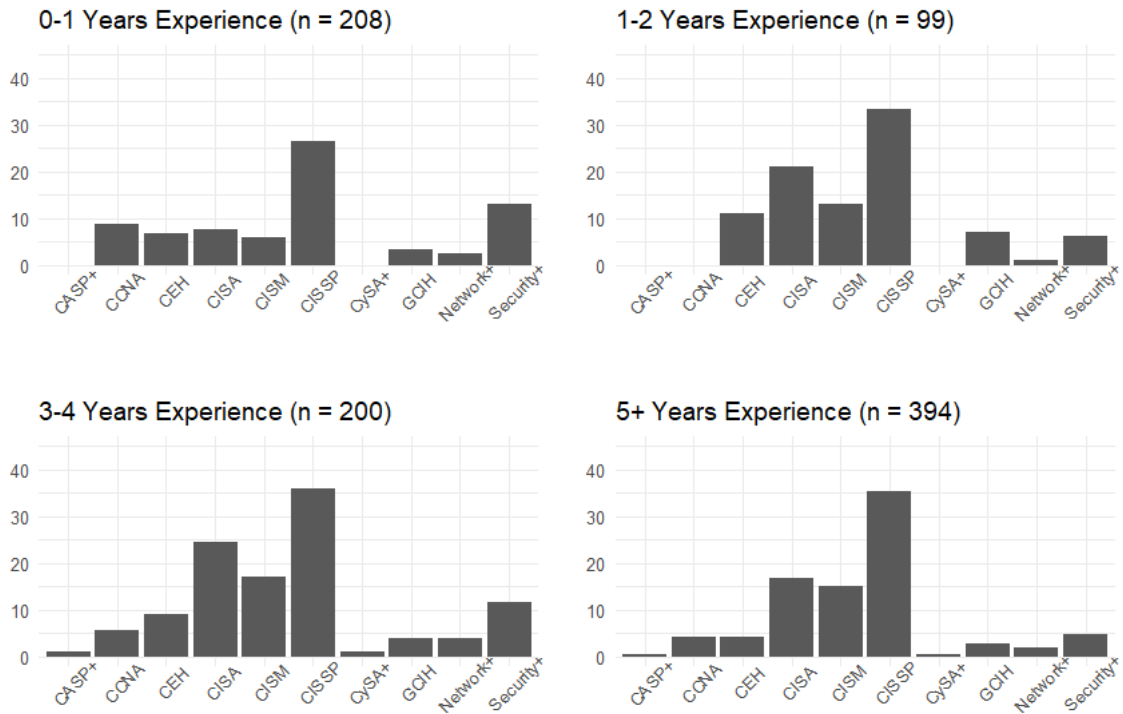 0-1 Years Experience (n = 208)
40
30
20
10
0
CASP+ CCNA CEH CISA CISM CISSP CySA+ GCIH Network+ Security+
1-2 Years Experience (n = 99)
40
30
20
10
0
CASP+ CCNA CEH CISA CISM CISSP CySA+ GCIH Network+ Security+
3-4 Years Experience (n = 200)
40
30
20
10
0
CASP+ CCNA CEH CISA CISM CISSP CySA+ GCIH Network+ Security+
5+ Years Experience (n = 394)
40
30
20
10
0
CASP+ CCNA CEH CISA CISM CISSP CySA+ GCIH Network+ Security+